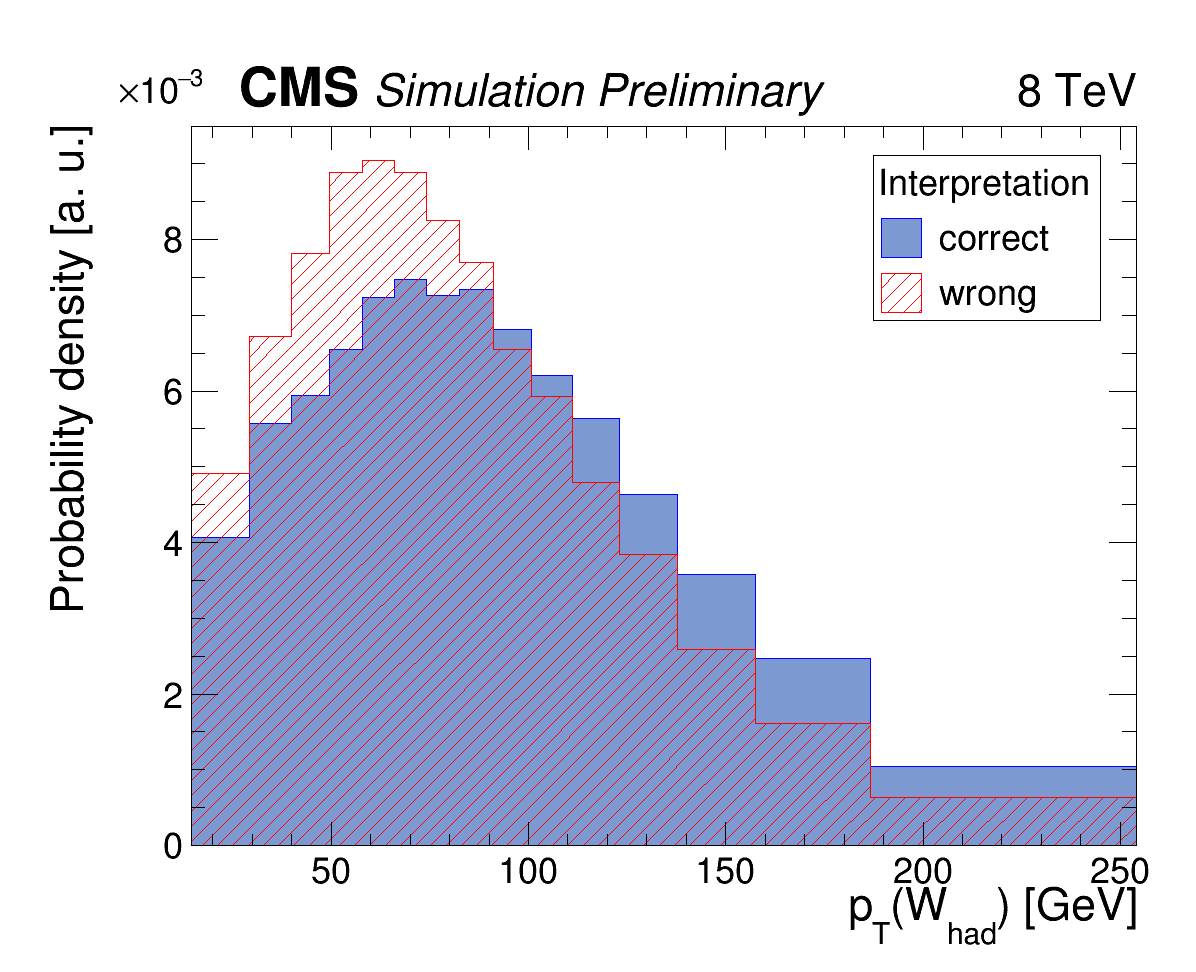 ×10⁻³ CMS Simulation Preliminary 8 TeV
Probability density [a. u.]
Interpretation
correct
wrong
8
6
4
2
0
50 100 150 200 250
p_T(W_had) [GeV]